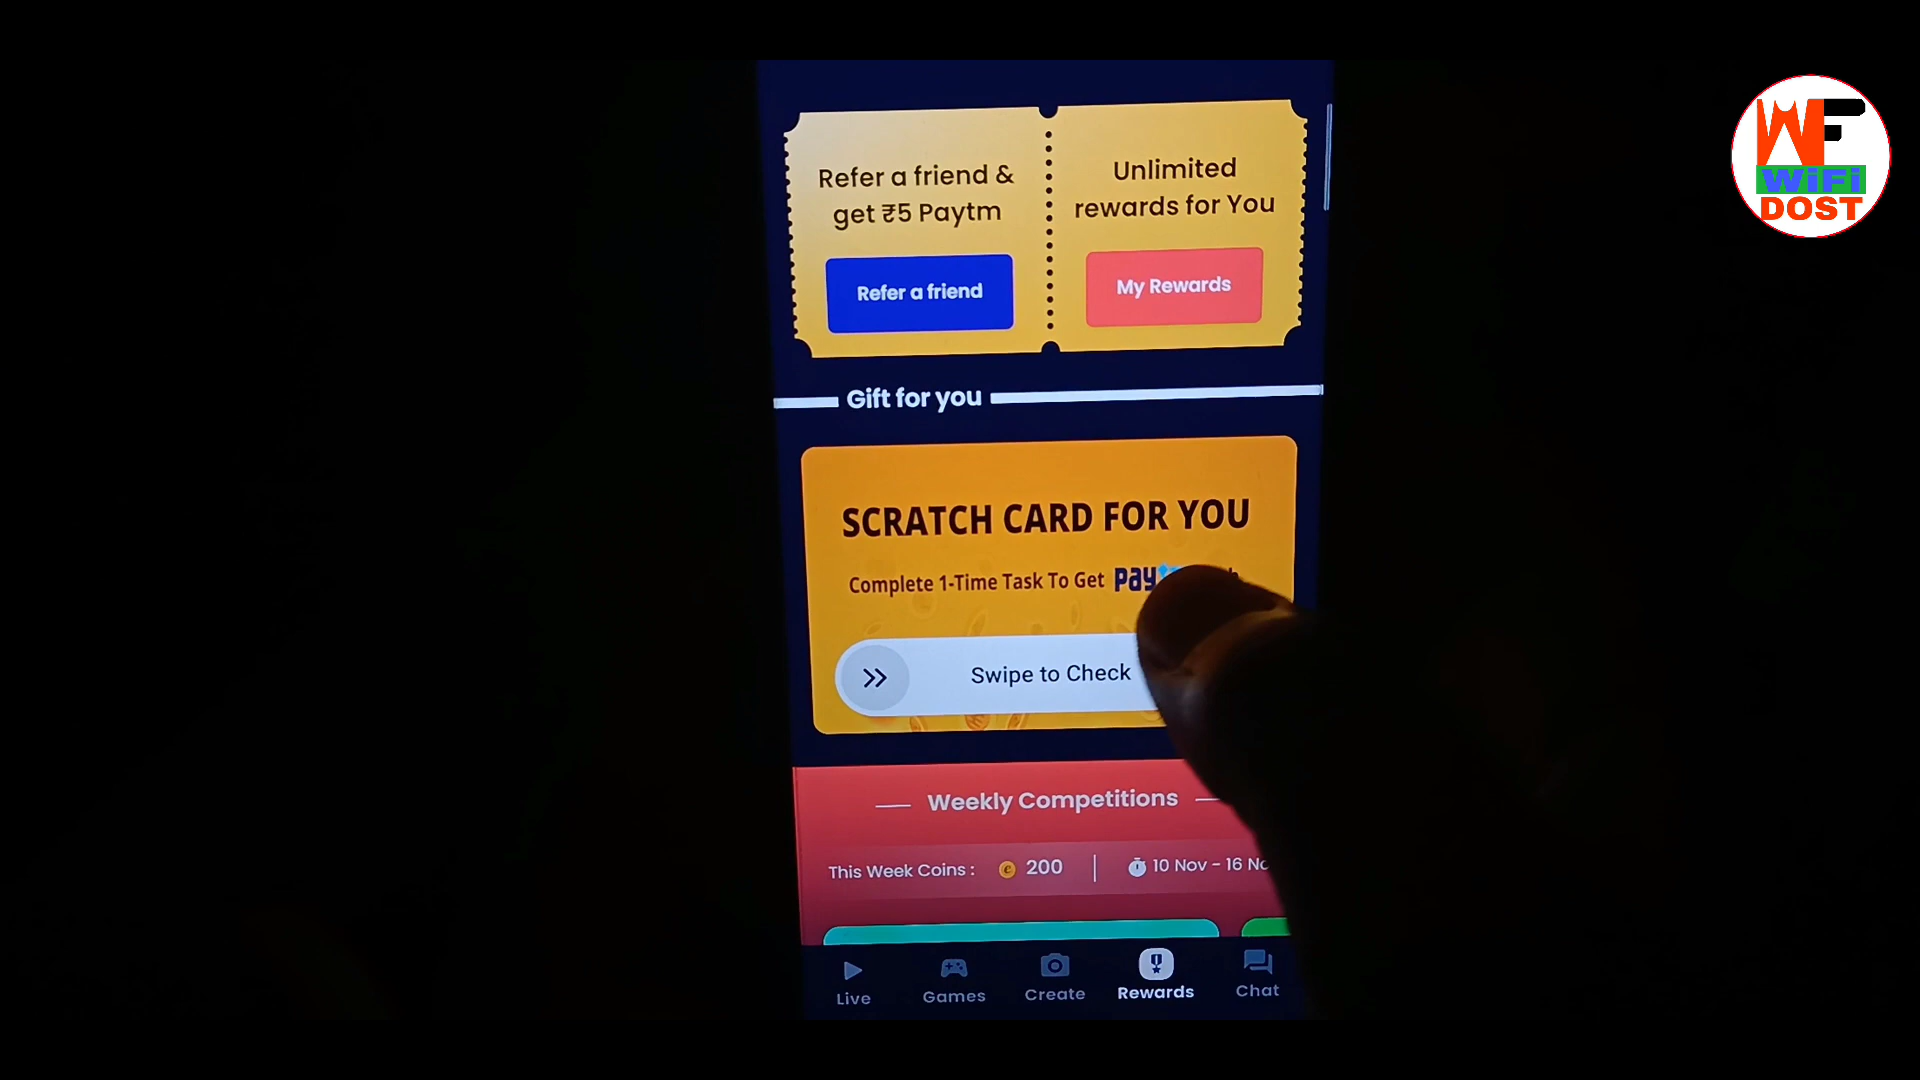 Refer a friend &
get ₹5 Paytm
Refer a friend
Unlimited
rewards for You
My Rewards
Gift for you
SCRATCH CARD FOR YOU
Complete 1-Time Task To Get
Swipe to Check
Weekly Competitions
This Week Coins : 200 | 10 Nov - 16
Live
Games
Create
Rewards
Chat
WF
WiFi
DOST